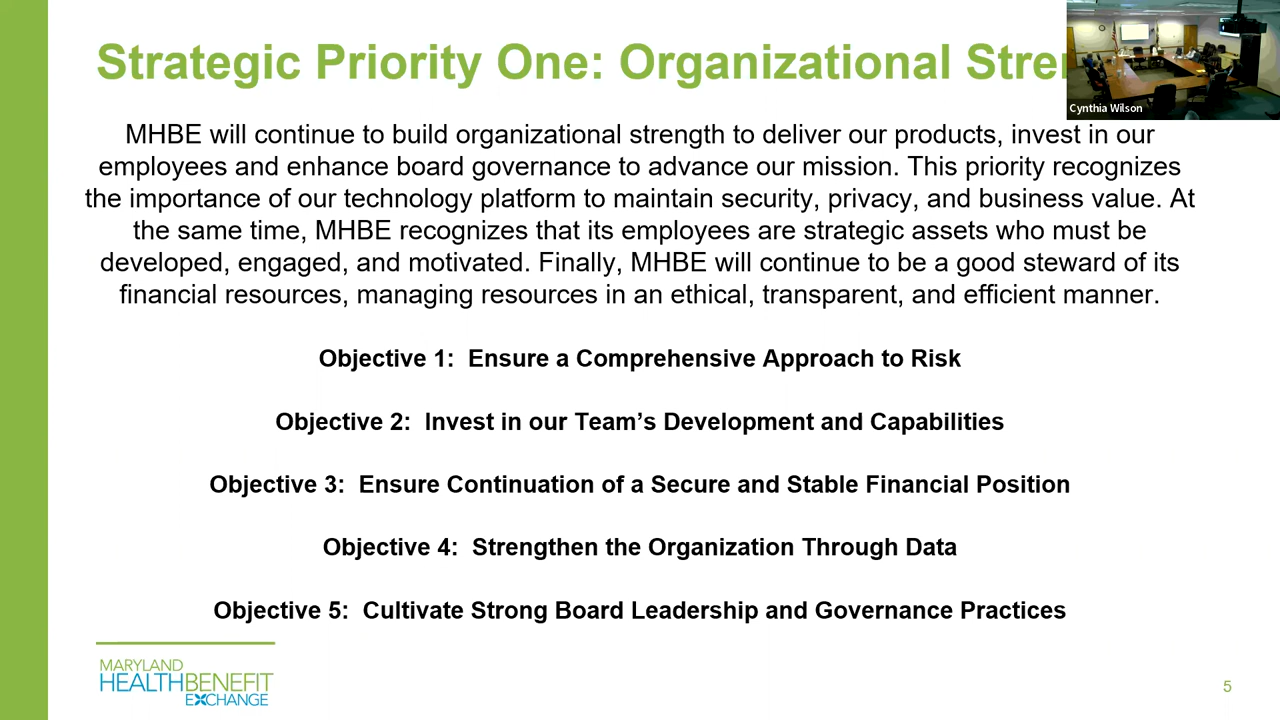 Strategic Priority One: Organizational Stre
Cynthia Wilson
MHBE will continue to build organizational strength to deliver our products, invest in our
employees and enhance board governance to advance our mission. This priority recognizes
the importance of our technology platform to maintain security, privacy, and business value. At
the same time, MHBE recognizes that its employees are strategic assets who must be
developed, engaged, and motivated. Finally, MHBE will continue to be a good steward of its
financial resources, managing resources in an ethical, transparent, and efficient manner.
Objective 1: Ensure a Comprehensive Approach to Risk
Objective 2: Invest in our Team’s Development and Capabilities
Objective 3: Ensure Continuation of a Secure and Stable Financial Position
Objective 4: Strengthen the Organization Through Data
Objective 5: Cultivate Strong Board Leadership and Governance Practices
MARYLAND
HEALTHBENEFIT
EXCHANGE
5